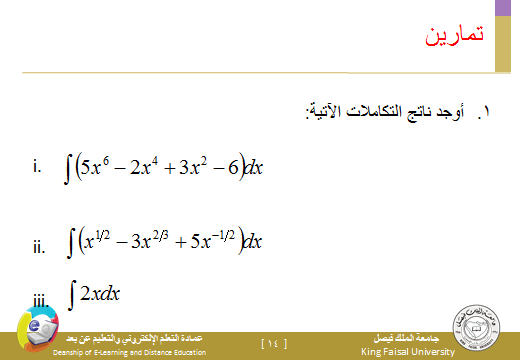 تمارين
١. أوجد ناتج التكاملات الآتية:
i. ∫(5x⁶ − 2x⁴ + 3x² − 6)dx
ii. ∫(x^{1/2} − 3x^{2/3} + 5x^{−1/2})dx
iii. ∫2xdx
جامعة الملك فيصل
King Faisal University
[ ١٤ ]
عمادة التعلم الإلكتروني والتعليم عن بعد
Deanship of E-Learning and Distance Education